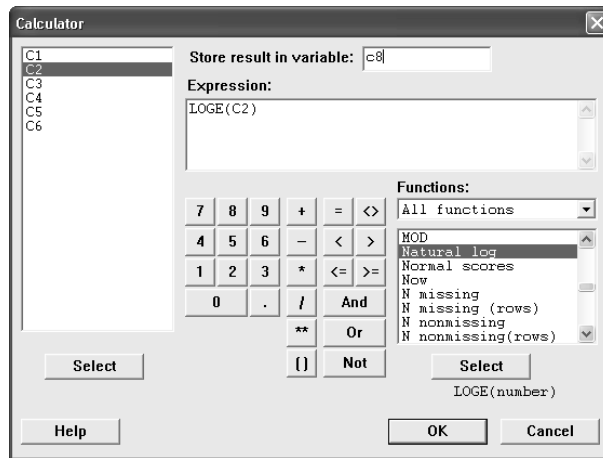 Calculator
C1
C2
C3
C4
C5
C6
Store result in variable: c8
Expression:
LOGE(C2)
Functions:
All functions
7 8 9 + = <>
4 5 6 - < >
1 2 3 * <= >=
0 . / And
** Or
() Not
MOD
Natural log
Normal scores
Now
N missing
N missing (rows)
N nonmissing
N nonmissing(rows)
Select
Select
LOGE(number)
Help
OK
Cancel